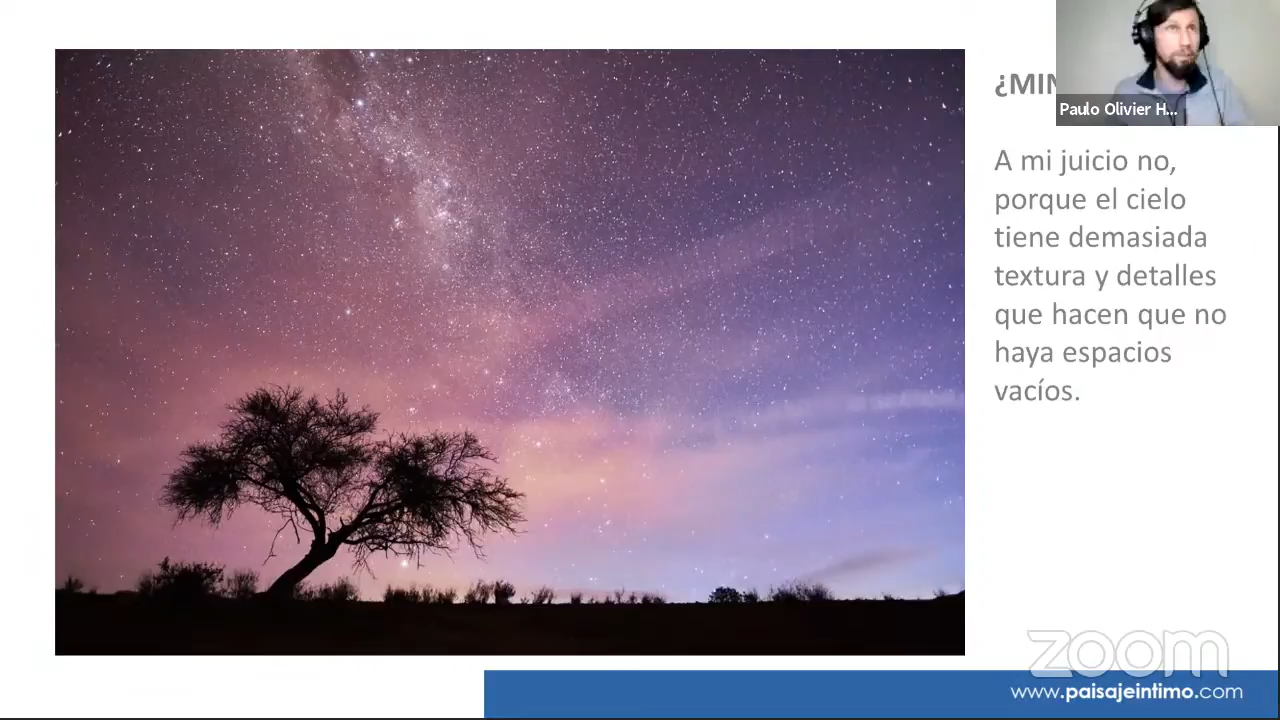 ¿MIN
Paulo Olivier H...
A mi juicio no,
porque el cielo
tiene demasiada
textura y detalles
que hacen que no
haya espacios
vacíos.
zoom
www.paisajeintimo.com